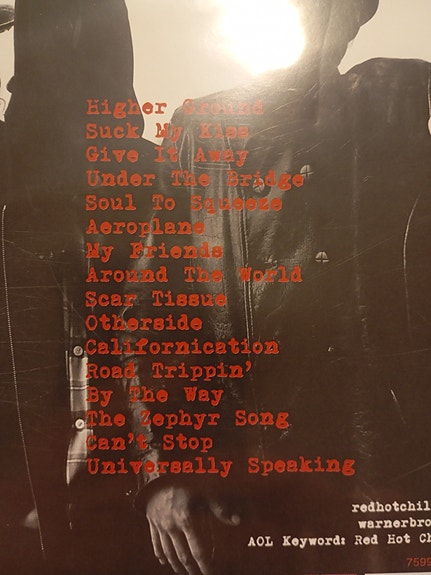 Higher Ground
Suck My Kiss
Give It Away
Under The Bridge
Soul To Squeeze
Aeroplane
My Friends
Around The World
Scar Tissue
Otherside
Californication
Road Trippin'
By The Way
The Zephyr Song
Can't Stop
Universally Speaking
redhotchil
warnerbro
AOL Keyword: Red Hot Ch
7599